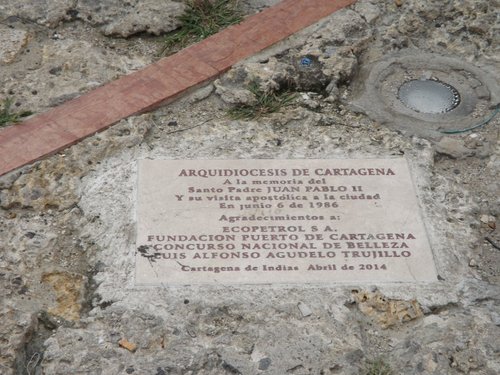 ARQUIDIOCESIS DE CARTAGENA
A la memoria del
Santo Padre JUAN PABLO II
Y su visita apostólica a la ciudad
En junio 6 de 1986
Agradecimientos a:
ECOPETROL S A.
FUNDACION PUERTO DE CARTAGENA
CONCURSO NACIONAL DE BELLEZA
LUIS ALFONSO AGUDELO TRUJILLO
Cartagena de Indias Abril de 2014